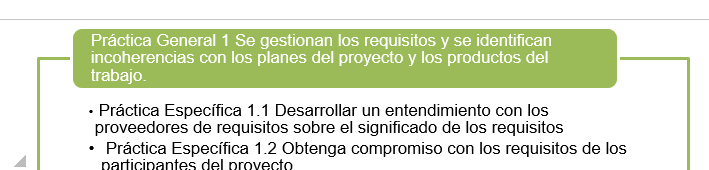 Práctica General 1 Se gestionan los requisitos y se identifican
incoherencias con los planes del proyecto y los productos del
trabajo.
• Práctica Específica 1.1 Desarrollar un entendimiento con los
proveedores de requisitos sobre el significado de los requisitos
• Práctica Específica 1.2 Obtenga compromiso con los requisitos de los
participantes del proyecto